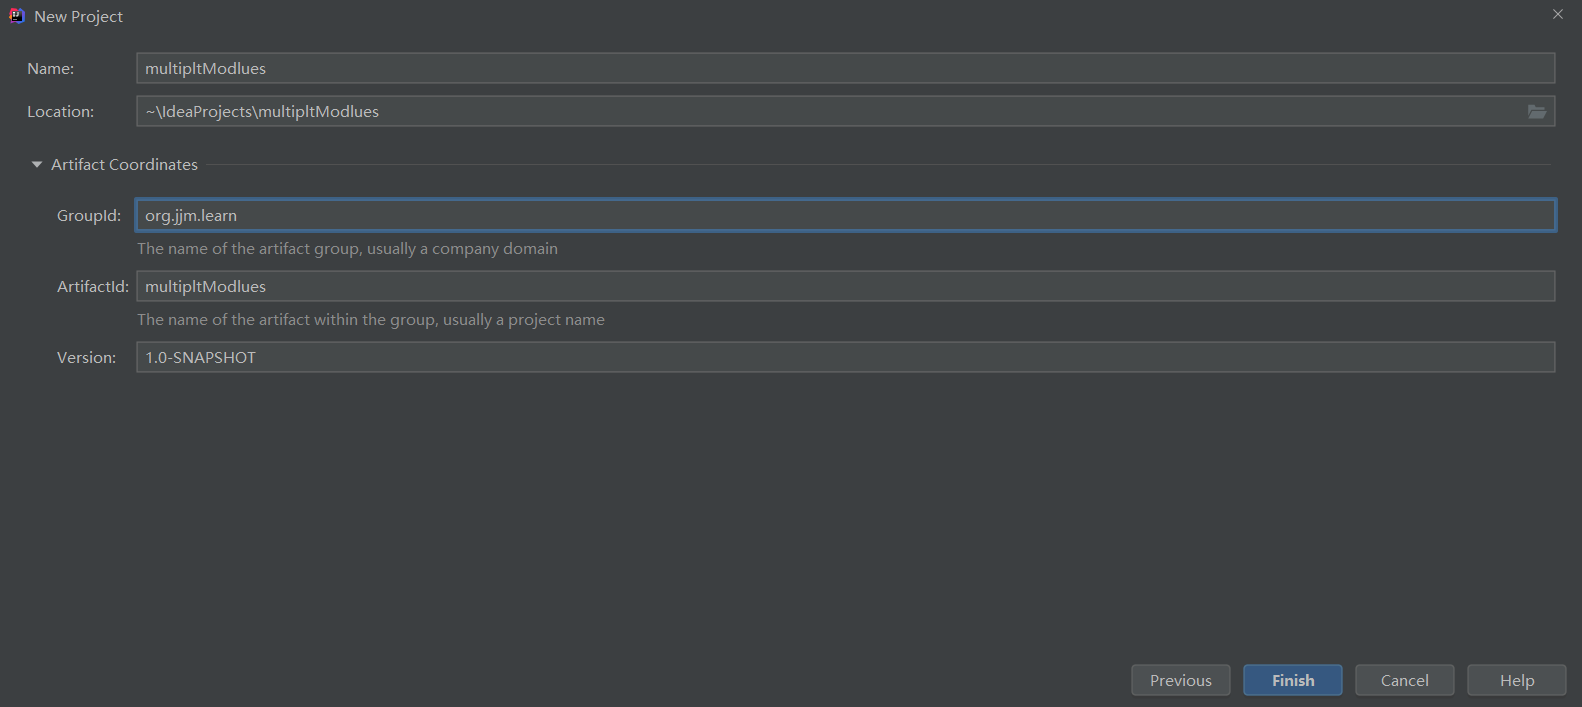 New Project
Name: multipltModlues
Location: ~\IdeaProjects\multipltModlues
Artifact Coordinates
GroupId: org.jjm.learn
The name of the artifact group, usually a company domain
ArtifactId: multipltModlues
The name of the artifact within the group, usually a project name
Version: 1.0-SNAPSHOT
Previous Finish Cancel Help